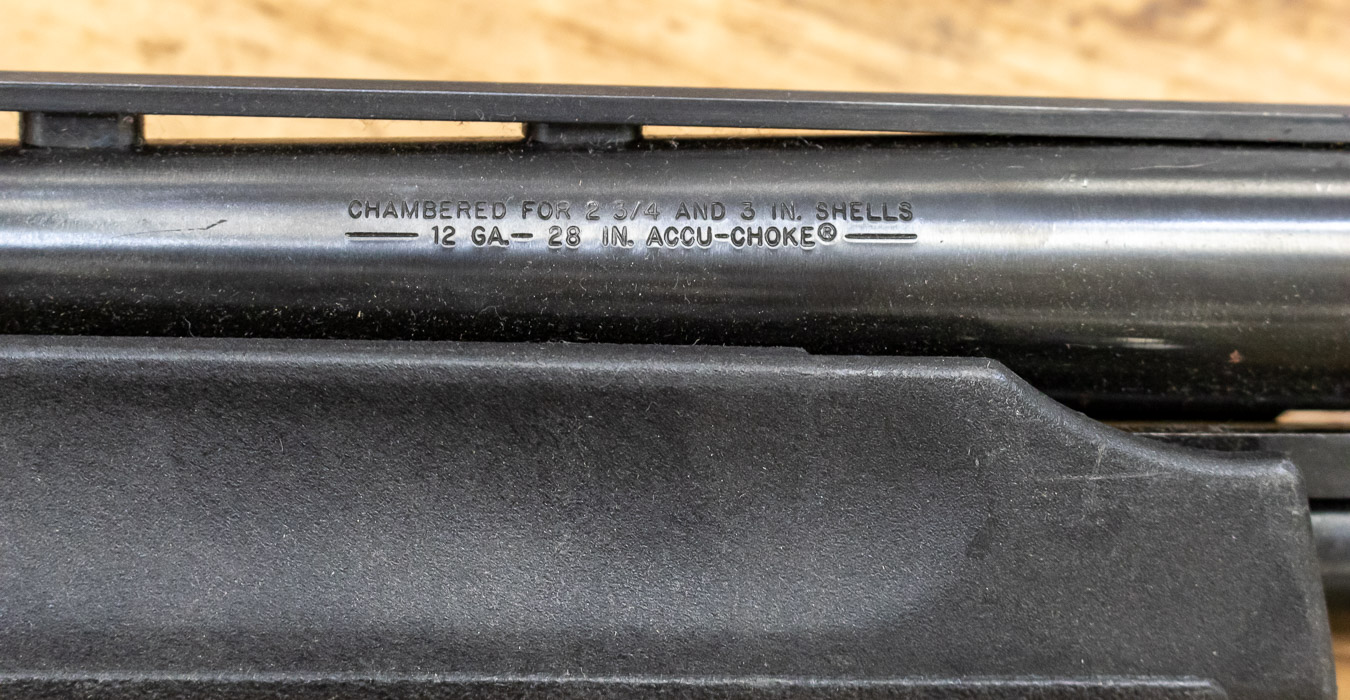 CHAMBERED FOR 2 3/4 AND 3 IN. SHELLS
12 GA.— 28 IN. ACCU-CHOKE®